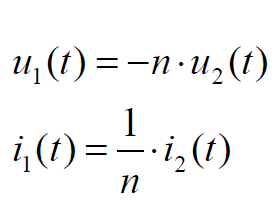 u₁(t) = −n · u₂(t)
i₁(t) = 1/n · i₂(t)